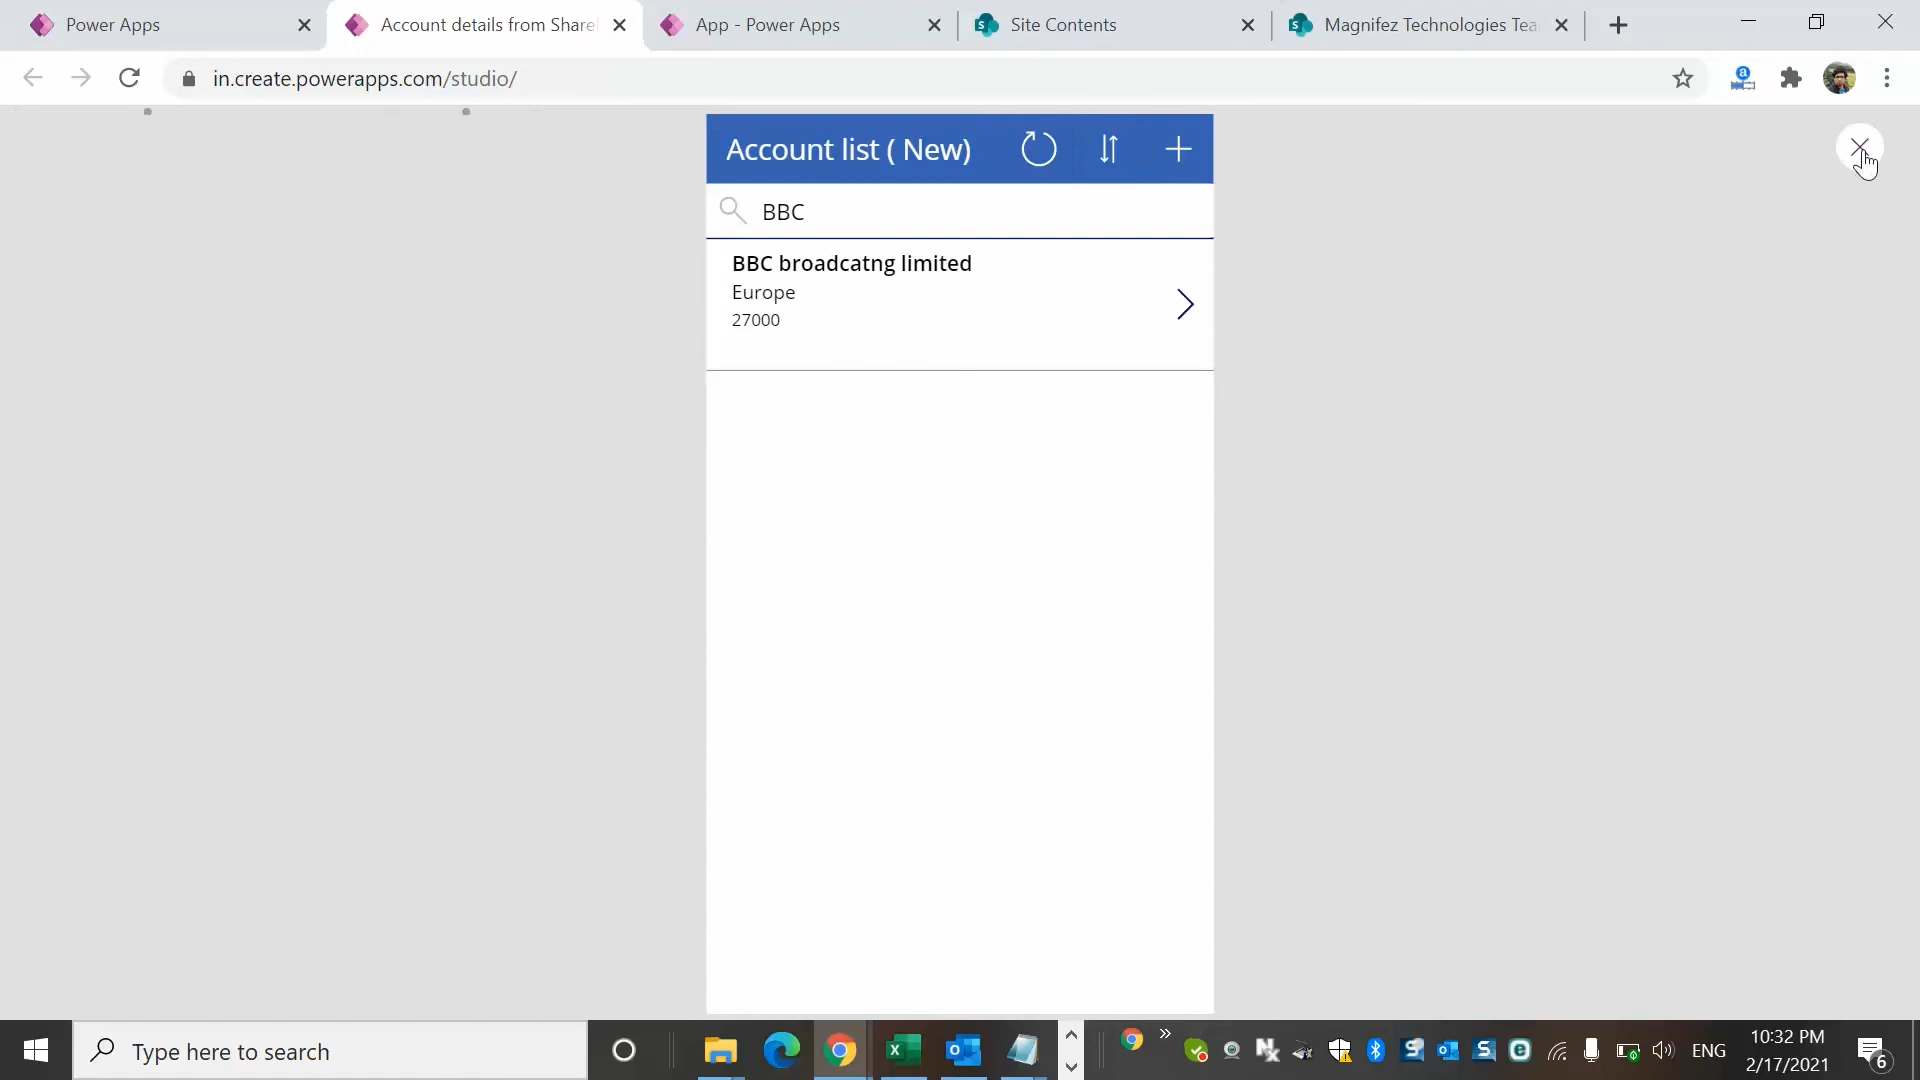 Power Apps
Account details from Share
App - Power Apps
Site Contents
Magnifez Technologies Tea
in.create.powerapps.com/studio/
Account list ( New)
BBC
BBC broadcatng limited
Europe
27000
Type here to search
ENG
10:32 PM
2/17/2021
6